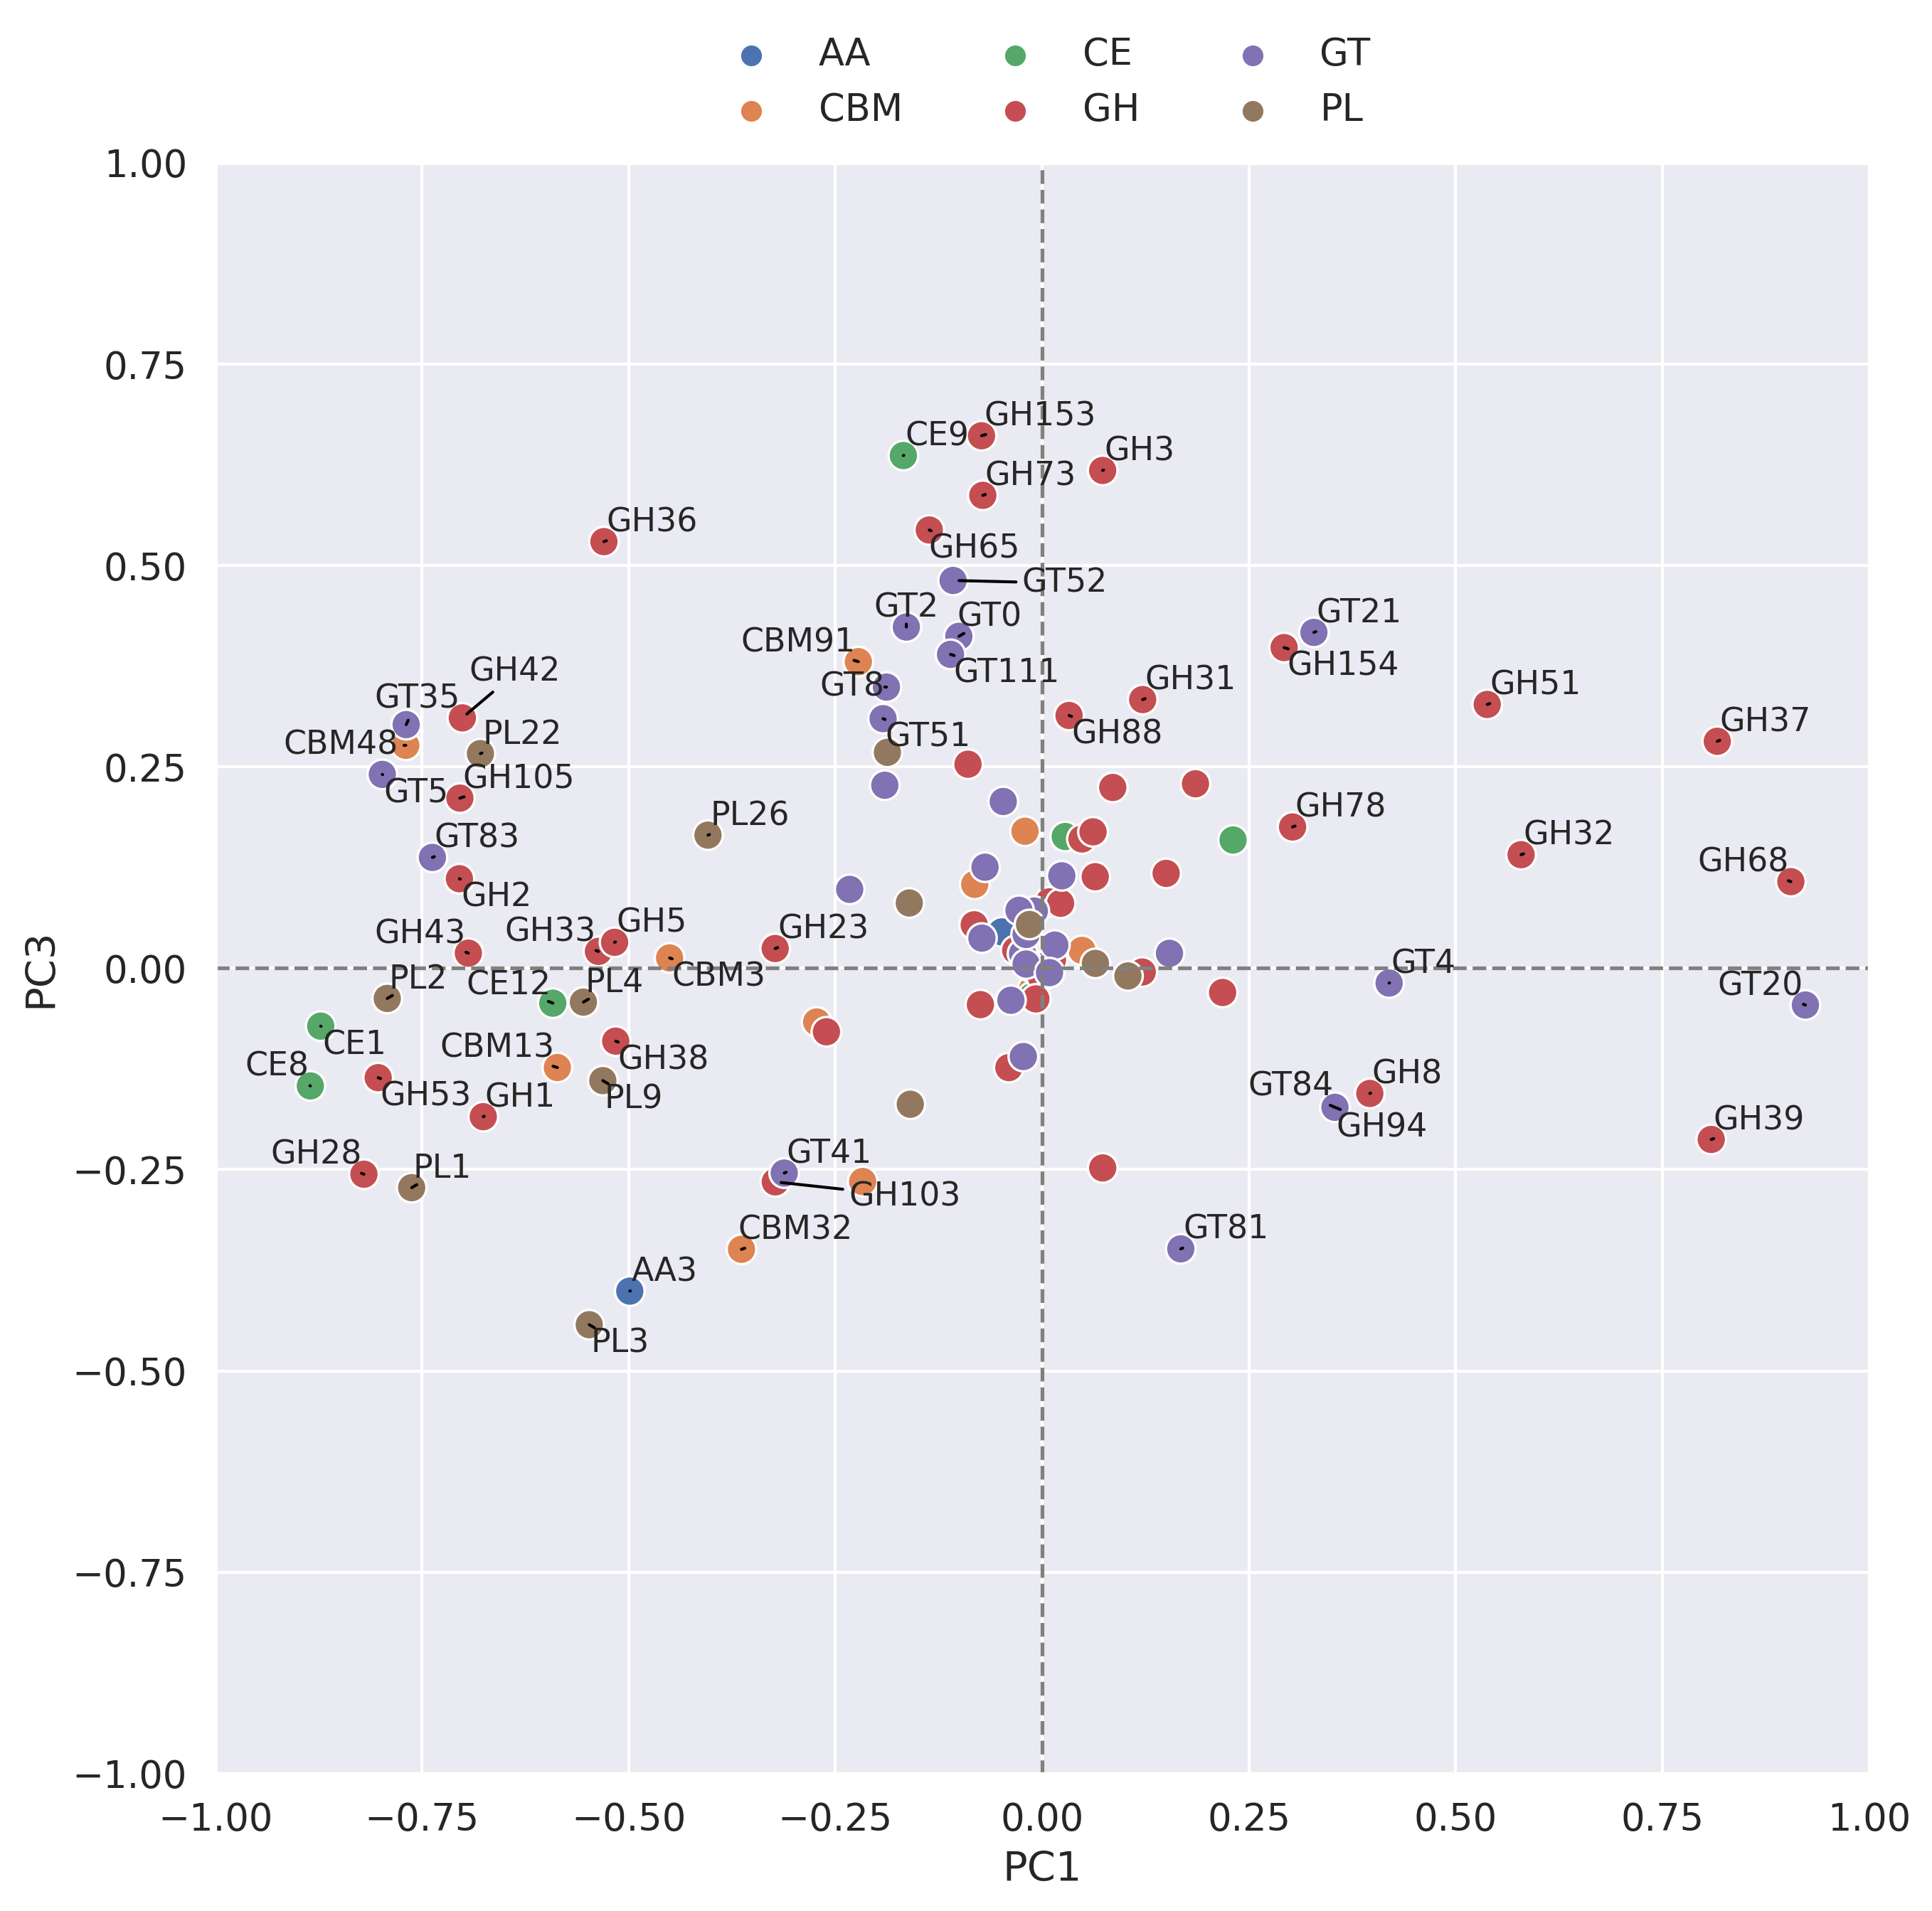 AA
CE
GT
CBM
GH
PL
1.00
0.75
0.50
0.25
0.00
−0.25
−0.50
−0.75
−1.00
PC3
GH153
CE9
GH3
GH73
GH36
GH65
GT52
GT2
GT0
GT21
CBM91
GT111
GH154
GH42
GT8
GH31
GH51
GT35
GH88
GH37
CBM48
PL22
GT51
GT5
GH105
PL26
GH78
GT83
GH32
GH68
GH2
GH43
GH33
GH5
GH23
CBM3
GT4
PL2
CE12
PL4
GT20
CE1
CBM13
GH38
CE8
GH53
GH1
PL9
GT84
GH8
GH94
GH39
GH28
PL1
GT41
GH103
CBM32
GT81
AA3
PL3
−1.00
−0.75
−0.50
−0.25
0.00
0.25
0.50
0.75
1.00
PC1